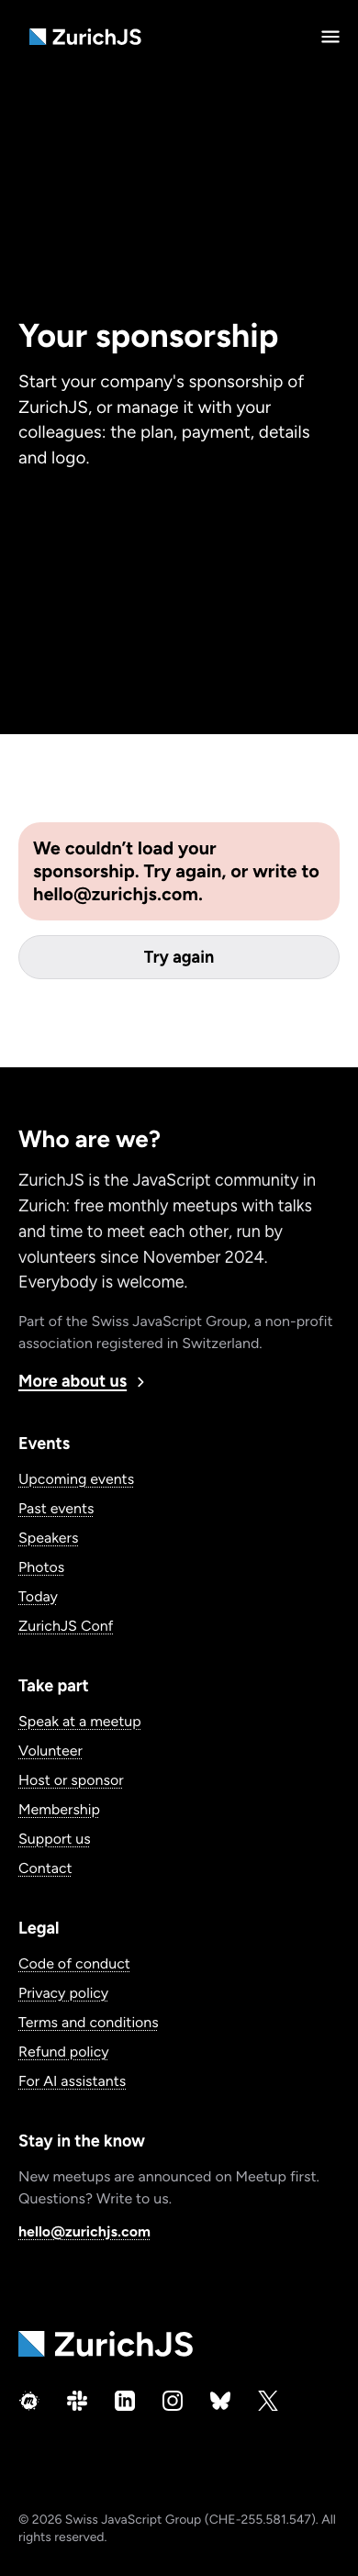 ZurichJS
Your sponsorship
Start your company's sponsorship of
ZurichJS, or manage it with your
colleagues: the plan, payment, details
and logo.
We couldn’t load your
sponsorship. Try again, or write to
hello@zurichjs.com.
Try again
Who are we?
ZurichJS is the JavaScript community in
Zurich: free monthly meetups with talks
and time to meet each other, run by
volunteers since November 2024.
Everybody is welcome.
Part of the Swiss JavaScript Group, a non-profit
association registered in Switzerland.
More about us
Events
Upcoming events
Past events
Speakers
Photos
Today
ZurichJS Conf
Take part
Speak at a meetup
Volunteer
Host or sponsor
Membership
Support us
Contact
Legal
Code of conduct
Privacy policy
Terms and conditions
Refund policy
For AI assistants
Stay in the know
New meetups are announced on Meetup first.
Questions? Write to us.
hello@zurichjs.com
ZurichJS
© 2026 Swiss JavaScript Group (CHE-255.581.547). All
rights reserved.